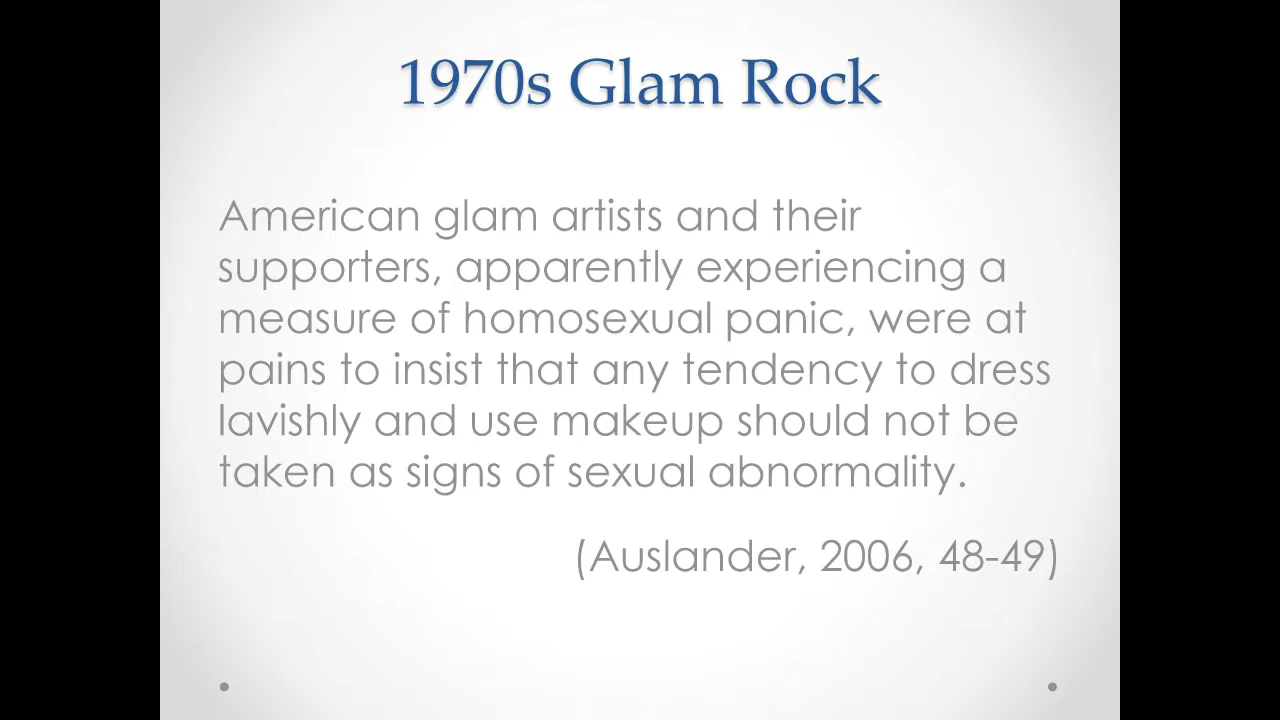 1970s Glam Rock
American glam artists and their
supporters, apparently experiencing a
measure of homosexual panic, were at
pains to insist that any tendency to dress
lavishly and use makeup should not be
taken as signs of sexual abnormality.
(Auslander, 2006, 48-49)